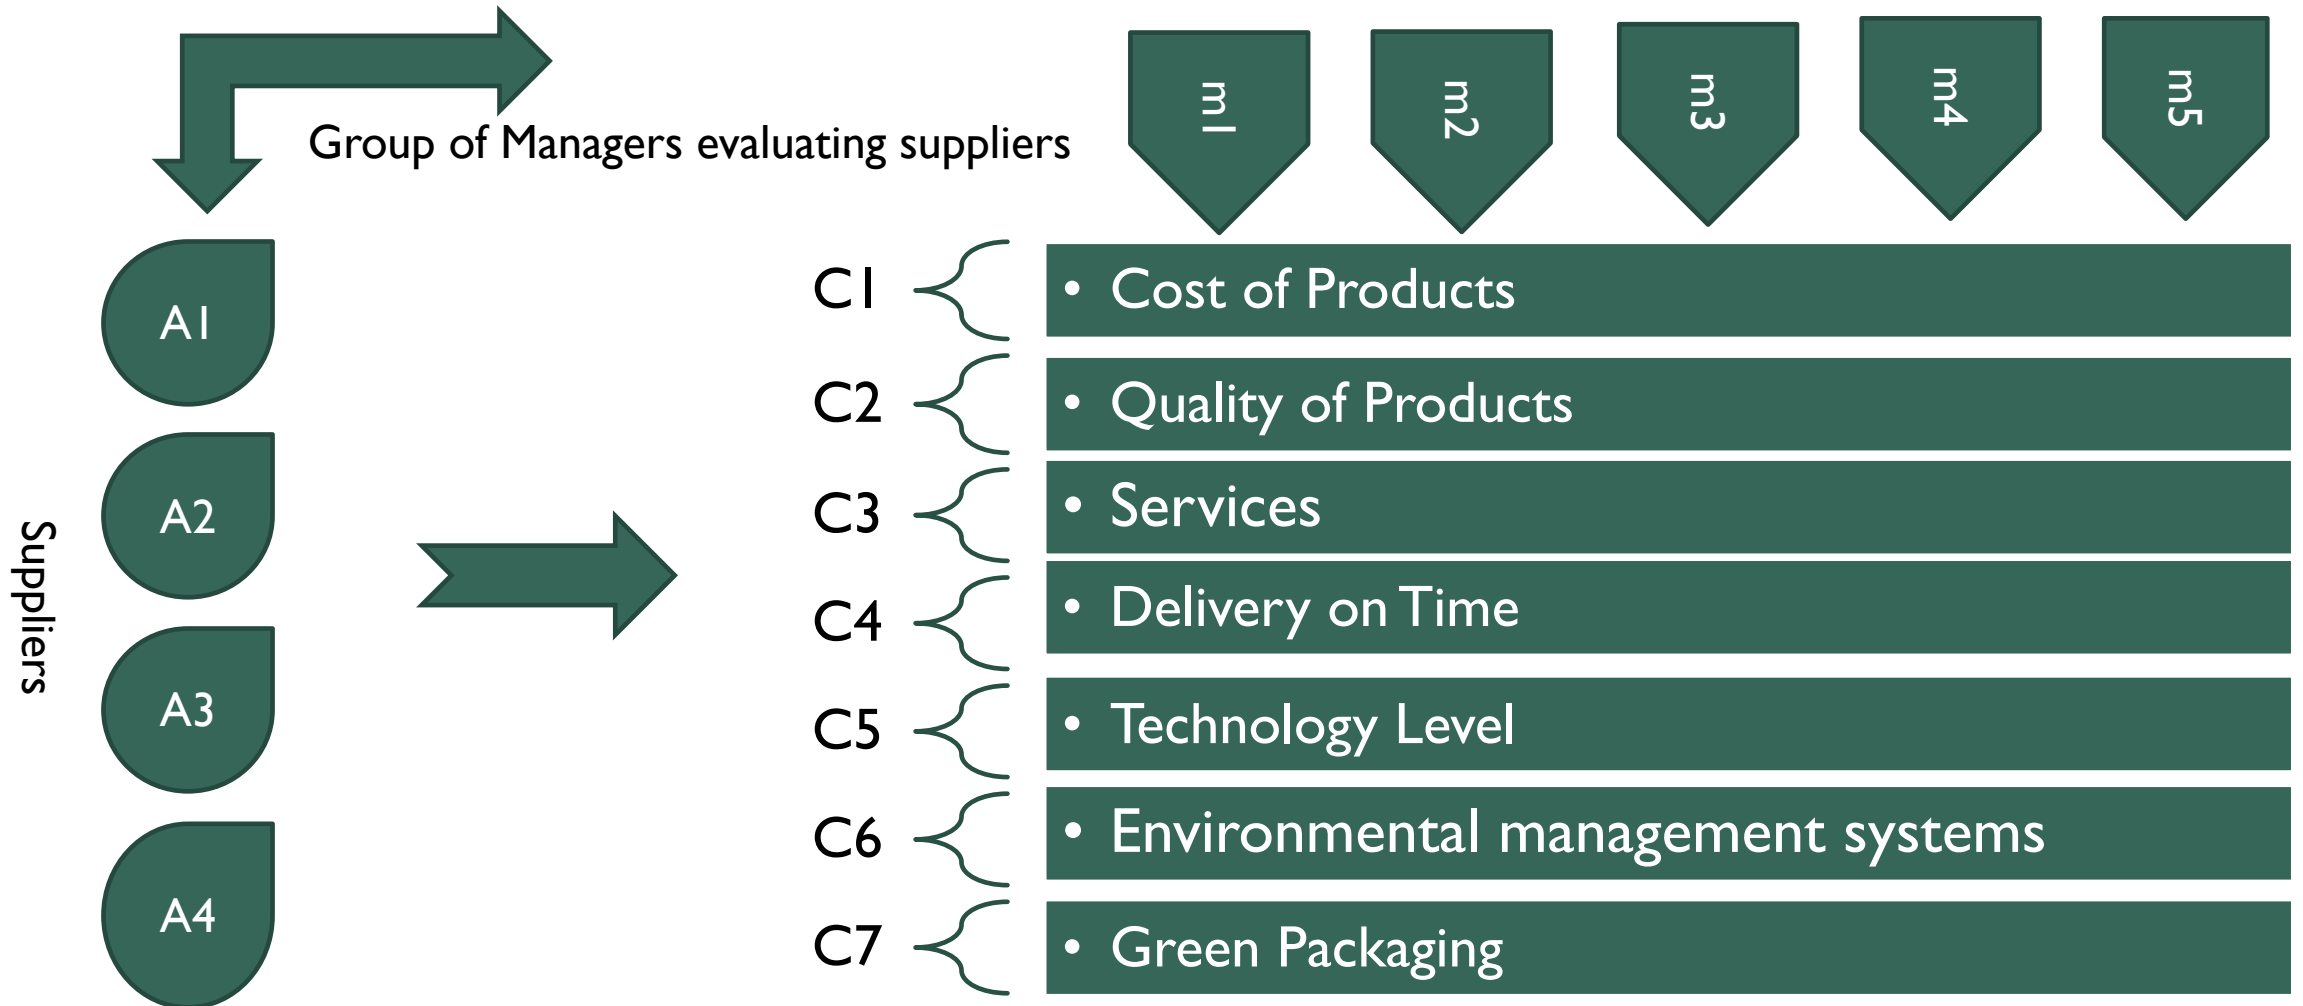 Group of Managers evaluating suppliers
m1
m2
m3
m4
m5
Suppliers
A1
A2
A3
A4
C1
• Cost of Products
C2
• Quality of Products
C3
• Services
C4
• Delivery on Time
C5
• Technology Level
C6
• Environmental management systems
C7
• Green Packaging